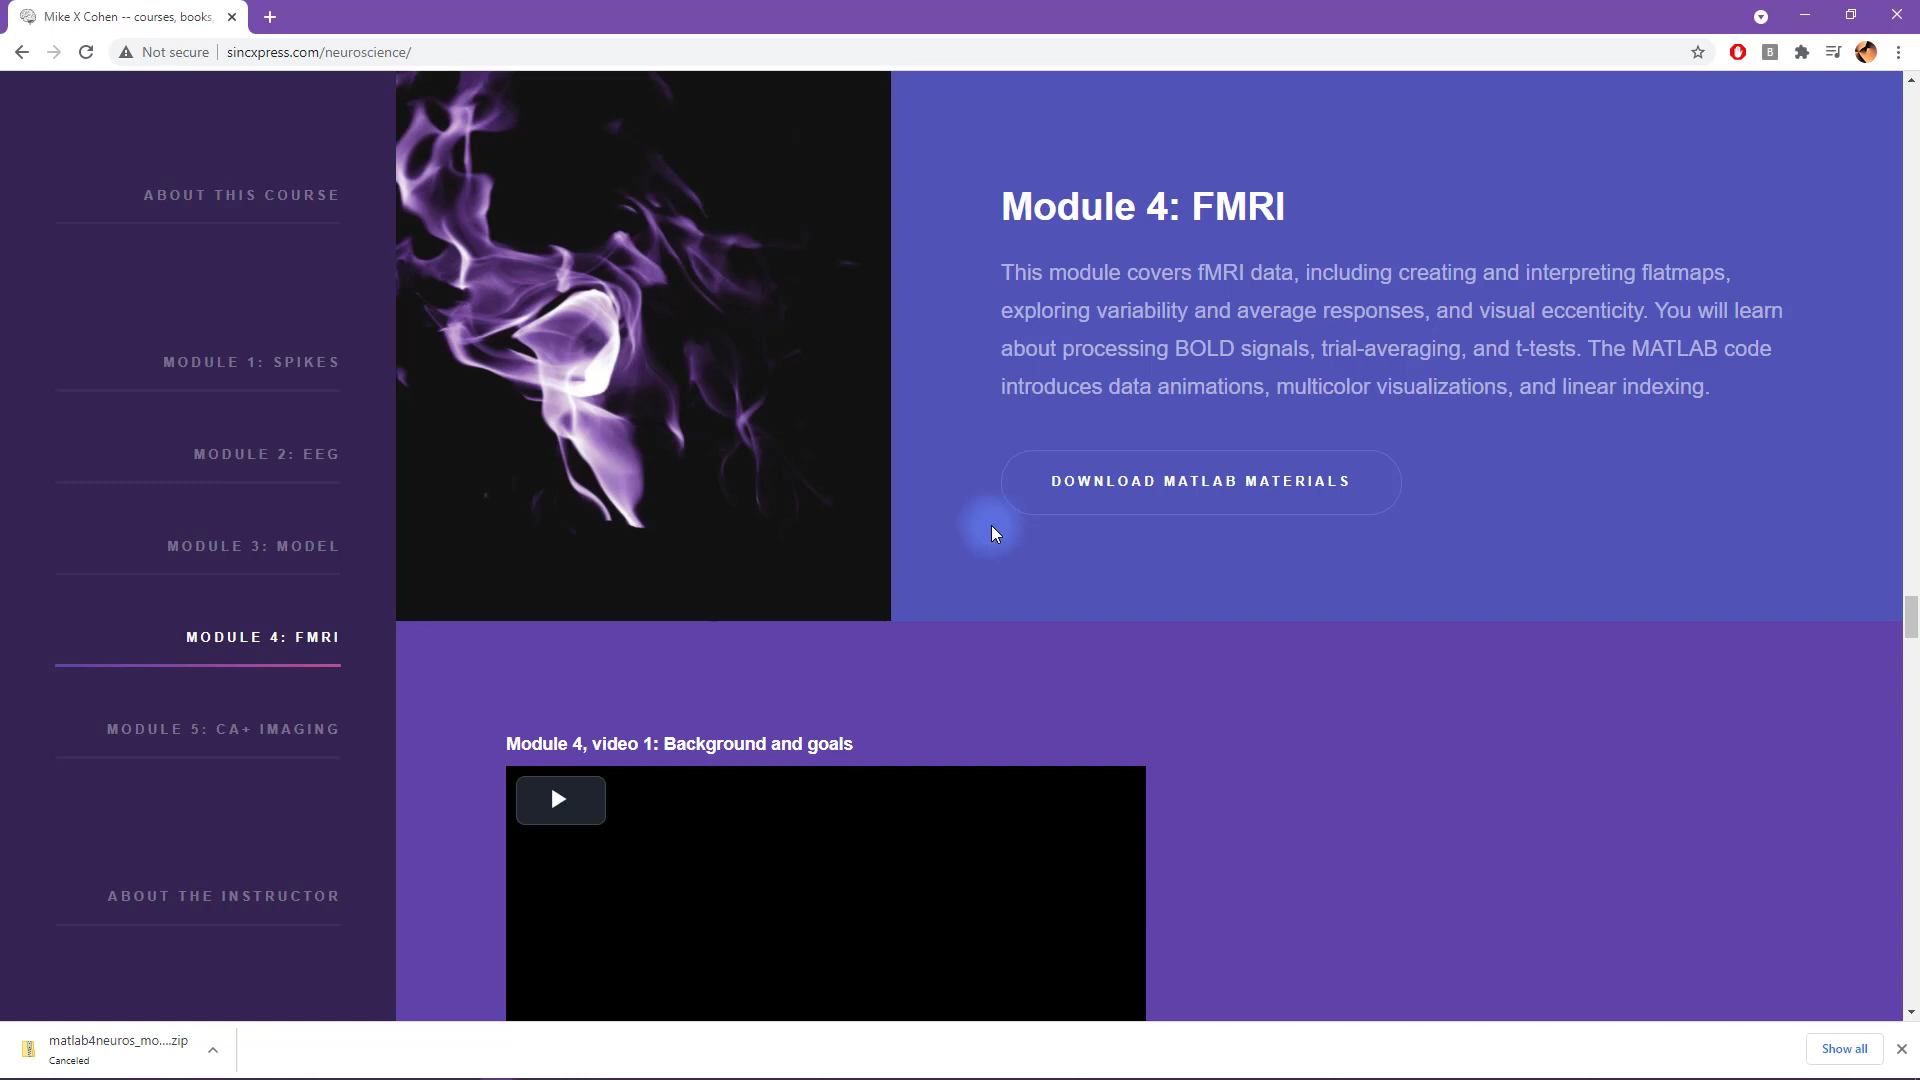 Mike X Cohen -- courses, books,
Not secure
sincxpress.com/neuroscience/
B
ABOUT THIS COURSE
MODULE 1: SPIKES
MODULE 2: EEG
MODULE 3: MODEL
MODULE 4: FMRI
MODULE 5: CA+ IMAGING
ABOUT THE INSTRUCTOR
Module 4: FMRI
This module covers fMRI data, including creating and interpreting flatmaps,
exploring variability and average responses, and visual eccenticity. You will learn
about processing BOLD signals, trial-averaging, and t-tests. The MATLAB code
introduces data animations, multicolor visualizations, and linear indexing.
DOWNLOAD MATLAB MATERIALS
Module 4, video 1: Background and goals
matlab4neuros_mo....zip
Canceled
Show all